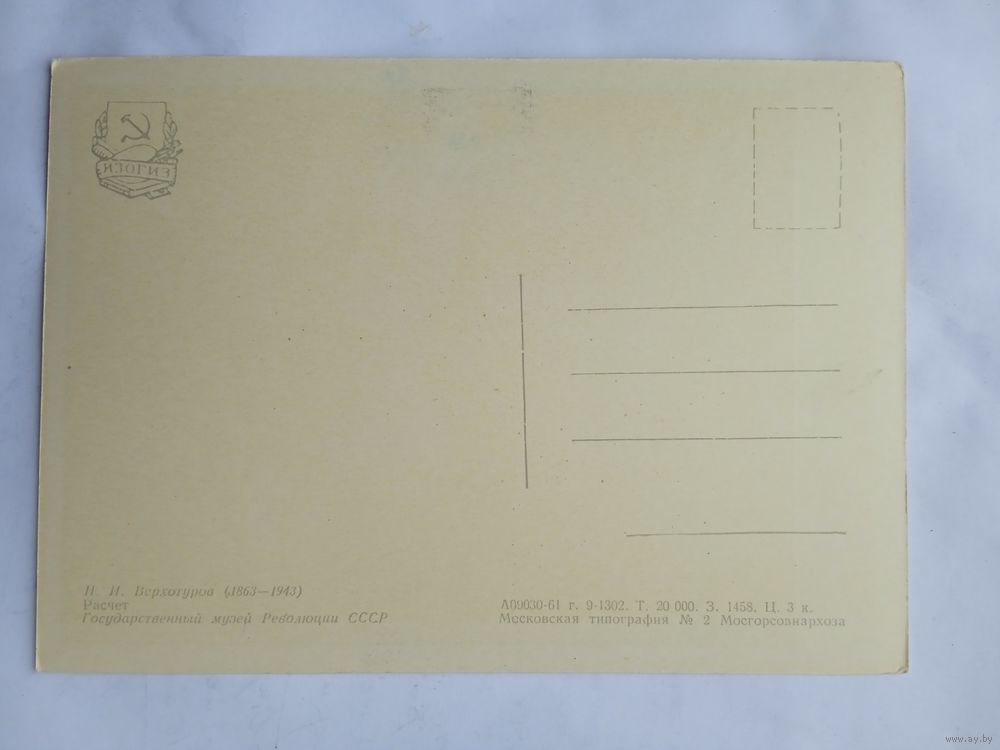 И. И. Верхотуров (1863—1943)
Расчет
Государственный музей Революции СССР
А09030-61 г. 9-1302. Т. 20 000. З. 1458. Ц. 3 к.
Московская типография № 2 Мосгорсовнархоза
www.ay.by